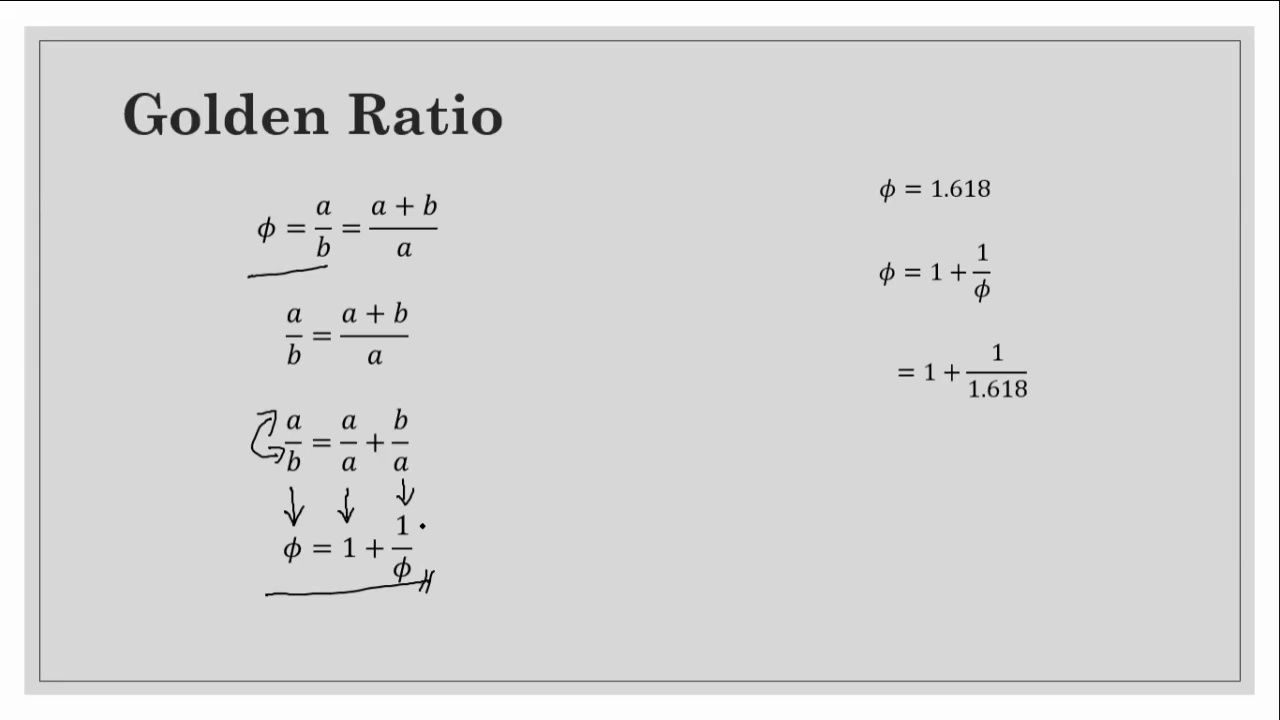 Golden Ratio
ϕ = a/b = (a + b)/a
a/b = (a + b)/a
a/b = a/a + b/a
ϕ = 1 + 1/ϕ
ϕ = 1.618
ϕ = 1 + 1/ϕ
= 1 + 1/1.618